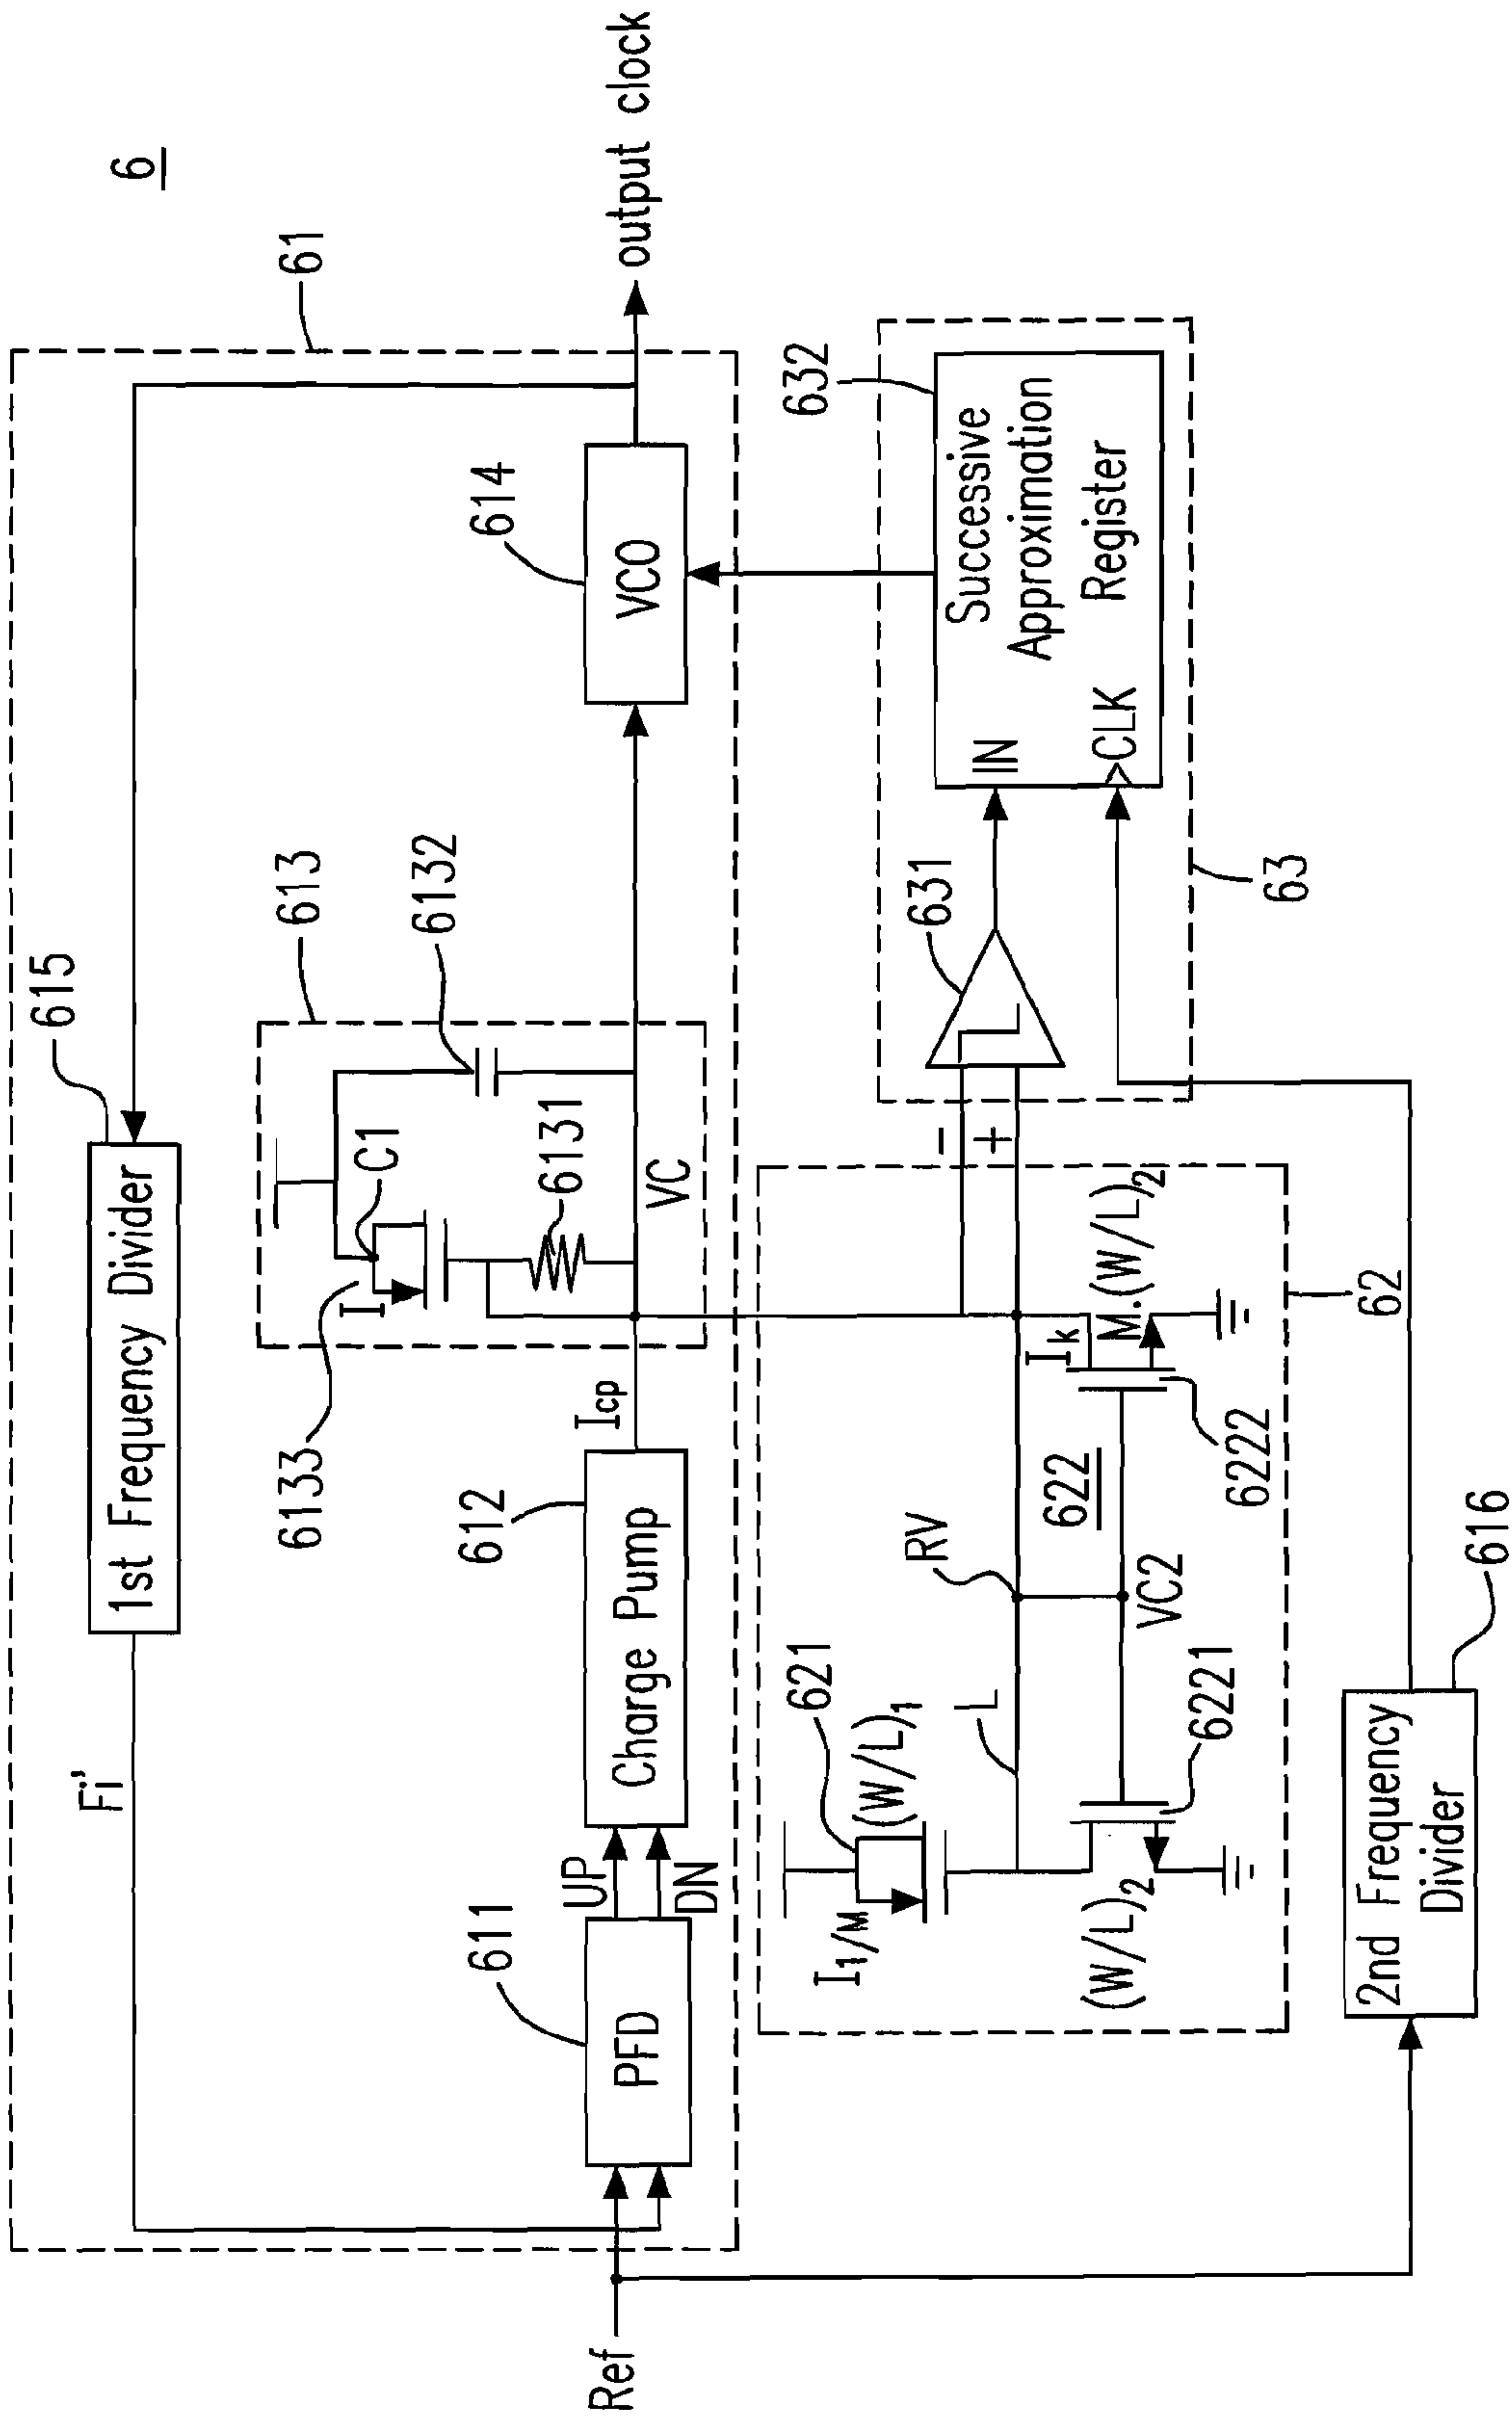 6
61
615
1st Frequency Divider
Fi'
613
6133
I
C1
6132
6131
VC
Ref
611
PFD
UP
DN
612
Charge Pump
Icp
614
VCO
output clock
621
I1/M
(W/L)1
L
RV
622
VC2
(W/L)2
6221
6222
Ik
M.(W/L)2
62
-
+
631
632
IN
CLK
Successive
Approximation
Register
63
2nd Frequency
Divider
616